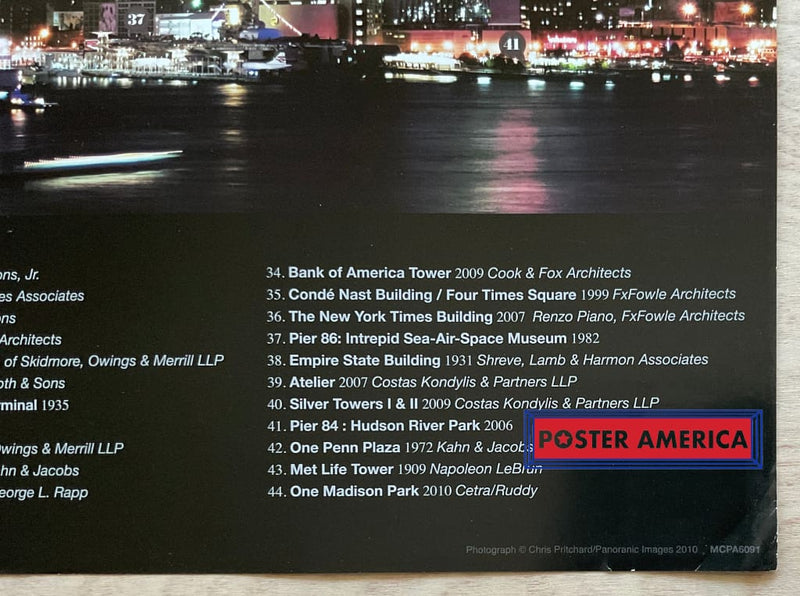 37
41
ons, Jr.
es Associates
ons
Architects
of Skidmore, Owings & Merrill LLP
oth & Sons
rminal 1935
Owings & Merrill LLP
hn & Jacobs
eorge L. Rapp
34. Bank of America Tower 2009 Cook & Fox Architects
35. Condé Nast Building / Four Times Square 1999 FxFowle Architects
36. The New York Times Building 2007 Renzo Piano, FxFowle Architects
37. Pier 86: Intrepid Sea-Air-Space Museum 1982
38. Empire State Building 1931 Shreve, Lamb & Harmon Associates
39. Atelier 2007 Costas Kondylis & Partners LLP
40. Silver Towers I & II 2009 Costas Kondylis & Partners LLP
41. Pier 84 : Hudson River Park 2006
42. One Penn Plaza 1972 Kahn & Jacobs
43. Met Life Tower 1909 Napoleon LeBrun
44. One Madison Park 2010 Cetra/Ruddy
POSTER AMERICA
Photograph © Chris Pritchard/Panoramic Images 2010 MCPA6091